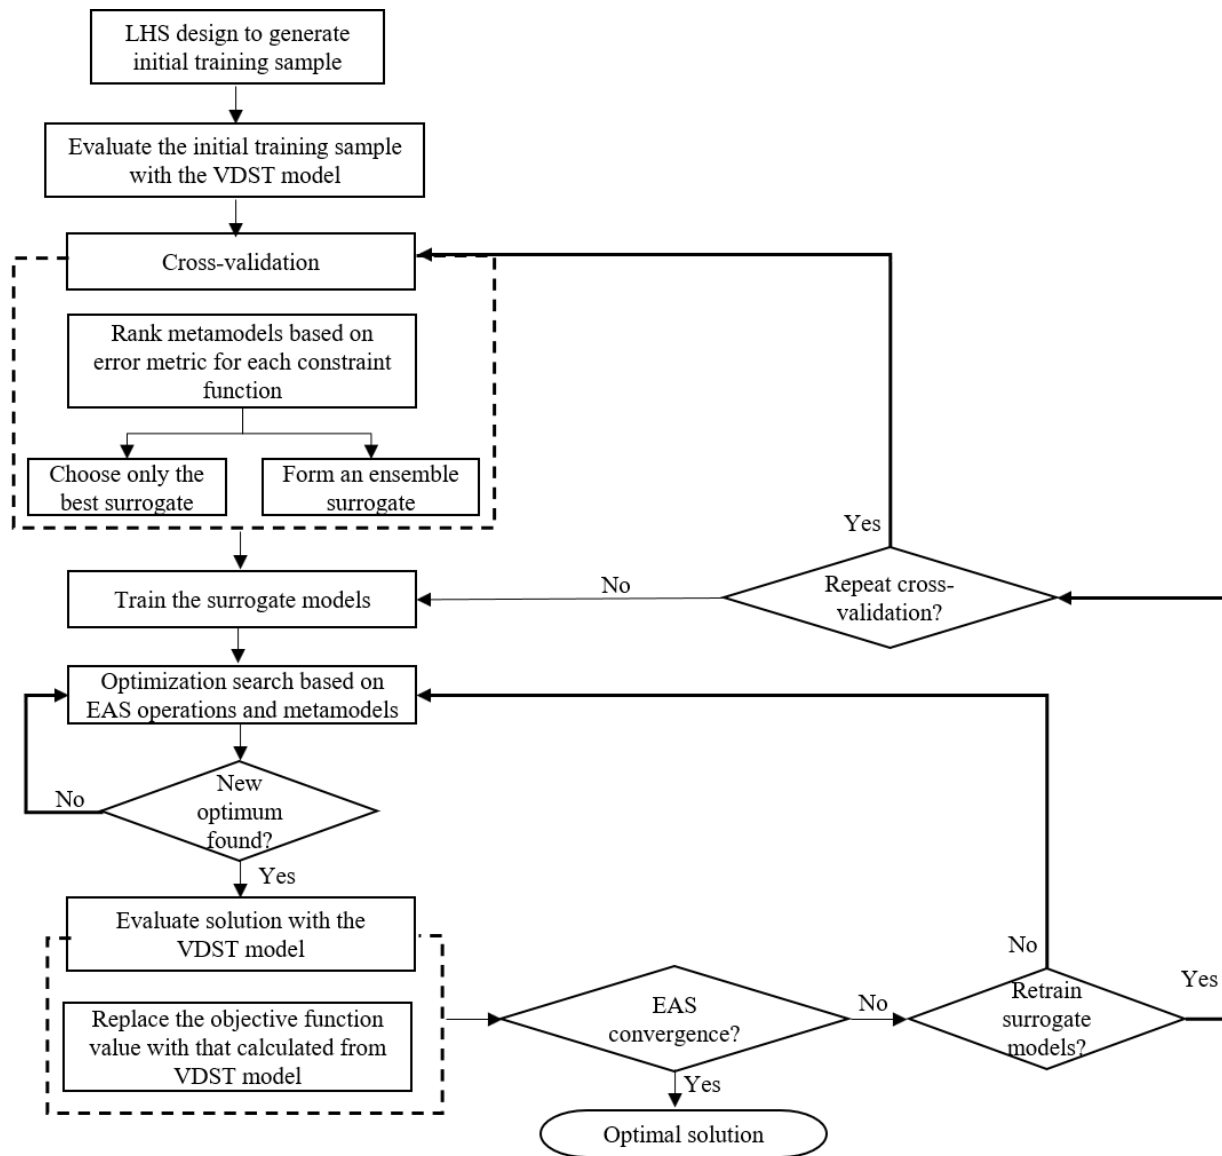 LHS design to generate
initial training sample
Evaluate the initial training sample
with the VDST model
Cross-validation
Rank metamodels based on
error metric for each constraint
function
Choose only the
best surrogate
Form an ensemble
surrogate
Yes
Train the surrogate models
No
Repeat cross-
validation?
Optimization search based on
EAS operations and metamodels
New
optimum
found?
No
Yes
Evaluate solution with the
VDST model
Replace the objective function
value with that calculated from
VDST model
EAS
convergence?
No
Yes
Retrain
surrogate
models?
No
Yes
Optimal solution